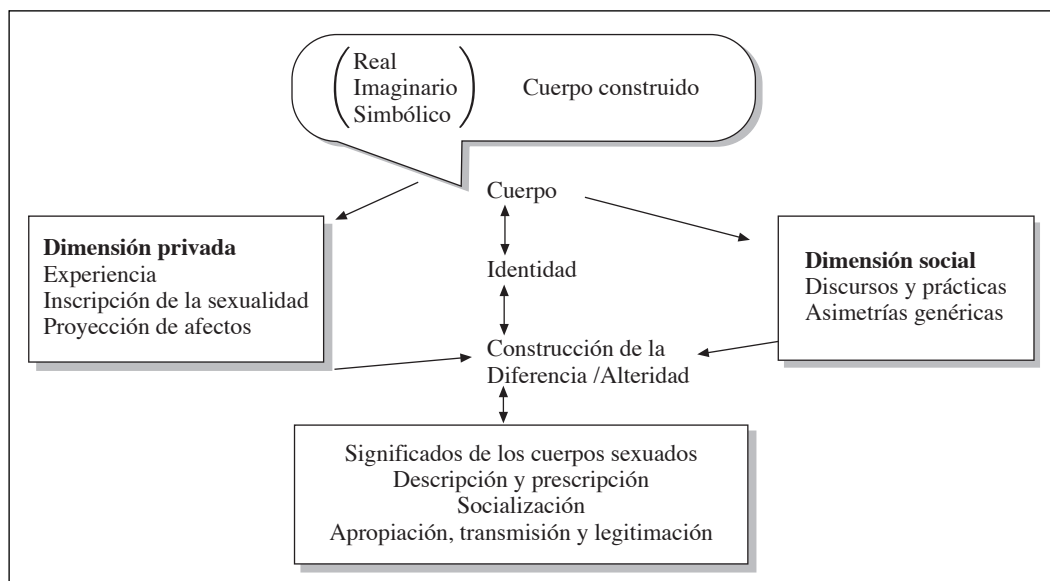 Real
Imaginario
Simbólico
Cuerpo construido
Cuerpo
Dimensión privada
Experiencia
Inscripción de la sexualidad
Proyección de afectos
Identidad
Dimensión social
Discursos y prácticas
Asimetrías genéricas
Construcción de la
Diferencia /Alteridad
Significados de los cuerpos sexuados
Descripción y prescripción
Socialización
Apropiación, transmisión y legitimación